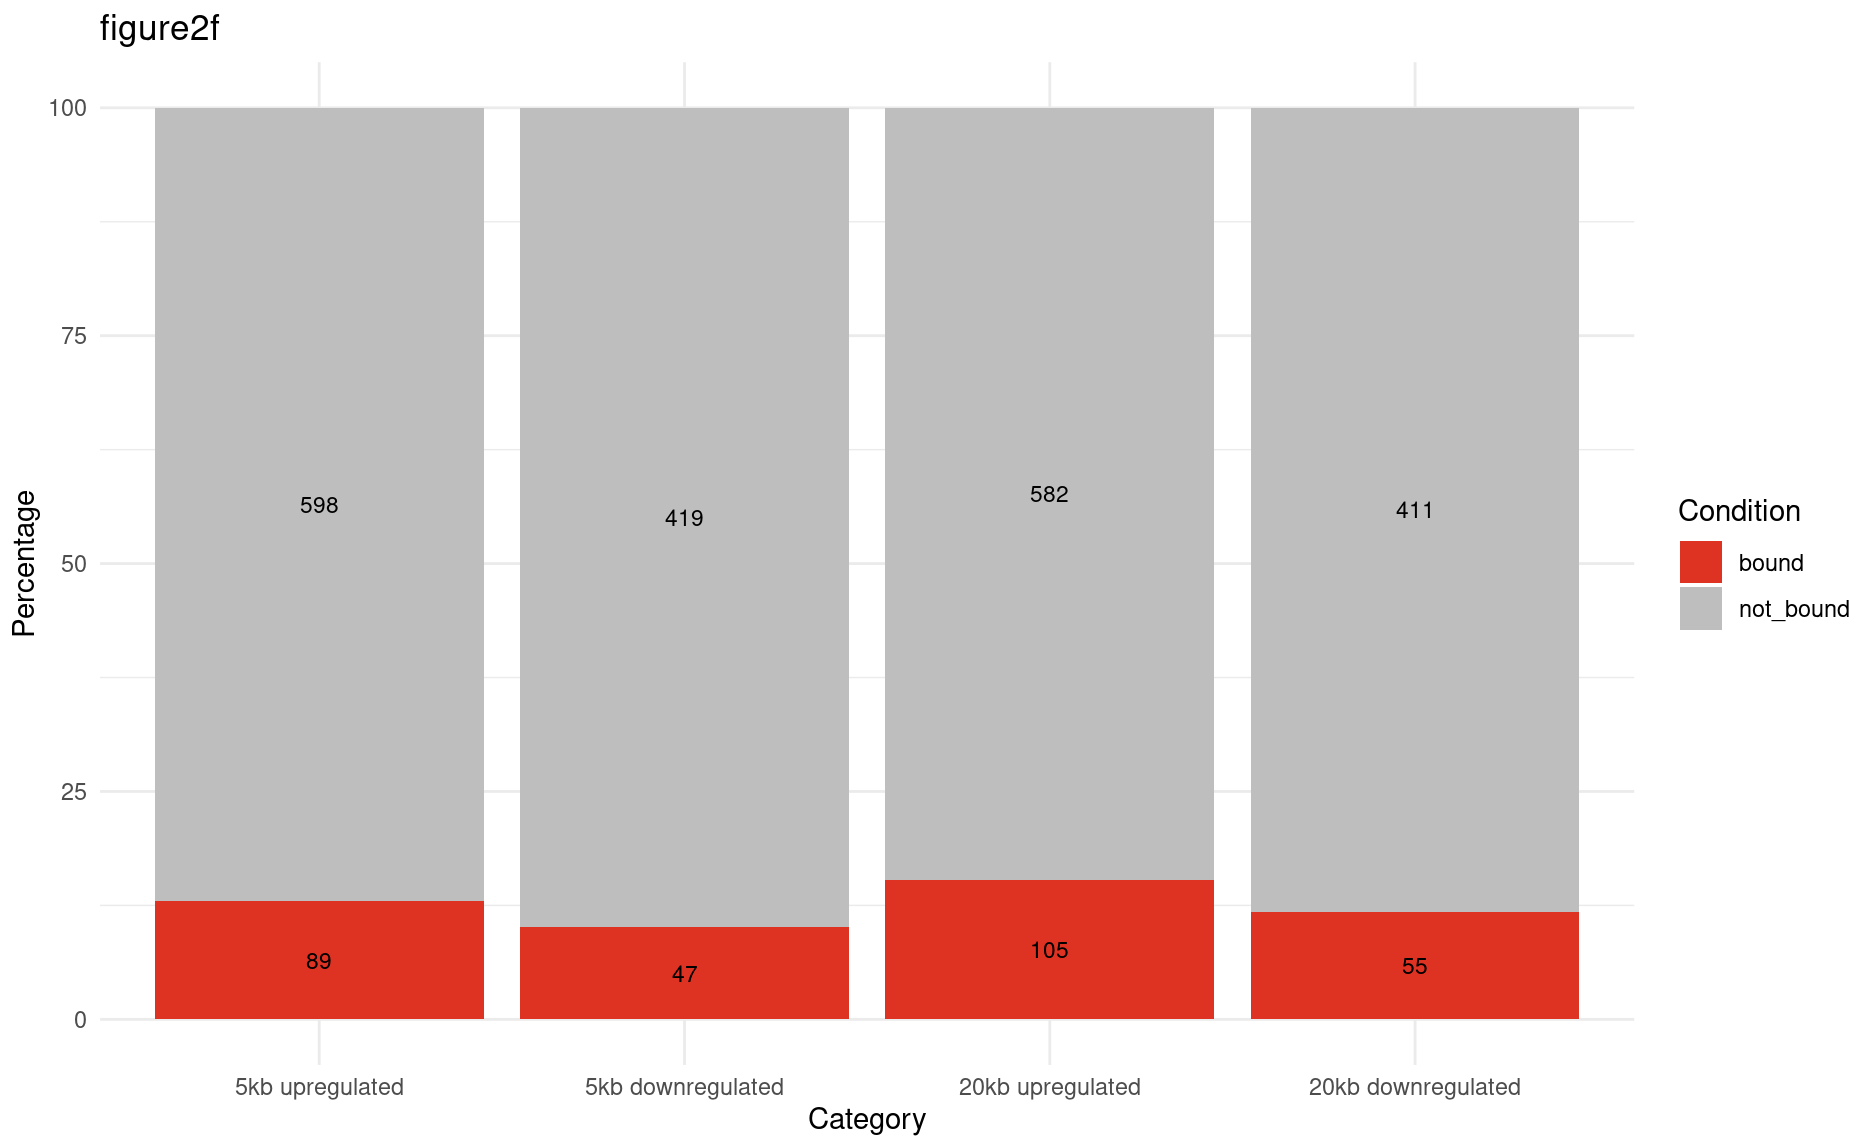 figure2f
100
75
50
25
0
Percentage
598
419
582
411
89
47
105
55
5kb upregulated
5kb downregulated
20kb upregulated
20kb downregulated
Category
Condition
bound
not_bound